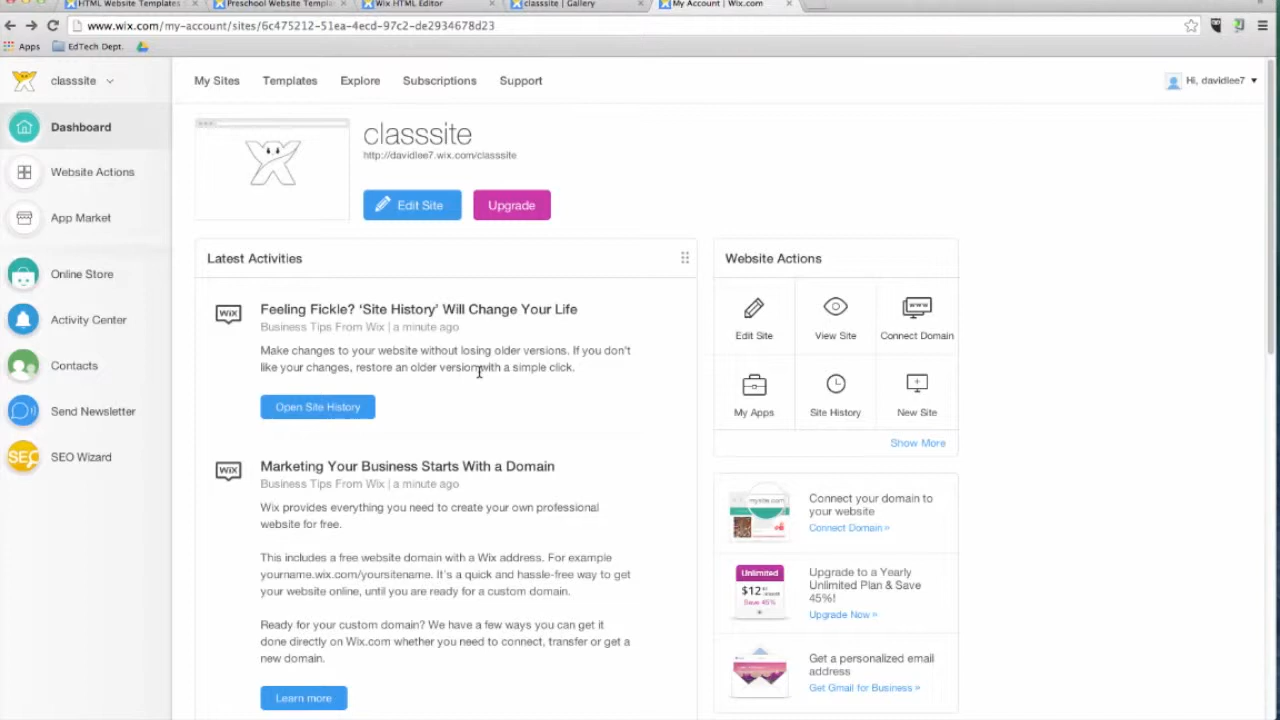 HTML Website Templates
Preschool Website Templa
Wix HTML Editor
classsite | Gallery
My Account | Wix.com
www.wix.com/my-account/sites/6c475212-51ea-4ecd-97c2-de2934678d23
Apps
EdTech Dept.
classsite
My Sites
Templates
Explore
Subscriptions
Support
Hi, davidlee7
Dashboard
Website Actions
App Market
Online Store
Activity Center
Contacts
Send Newsletter
SEO
SEO Wizard
classsite
http://davidlee7.wix.com/classsite
Edit Site
Upgrade
Latest Activities
WiX
Feeling Fickle? ‘Site History’ Will Change Your Life
Business Tips From Wix | a minute ago
Make changes to your website without losing older versions. If you don't
like your changes, restore an older version with a simple click.
Open Site History
WiX
Marketing Your Business Starts With a Domain
Business Tips From Wix | a minute ago
Wix provides everything you need to create your own professional
website for free.
This includes a free website domain with a Wix address. For example
yourname.wix.com/yoursitename. It's a quick and hassle-free way to get
your website online, until you are ready for a custom domain.
Ready for your custom domain? We have a few ways you can get it
done directly on Wix.com whether you need to connect, transfer or get a
new domain.
Learn more
Website Actions
Edit Site
View Site
www
Connect Domain
My Apps
Site History
New Site
Show More
mysite.com
Connect your domain to
your website
Connect Domain »
Unlimited
$12
Save 45%
Upgrade to a Yearly
Unlimited Plan & Save
45%!
Upgrade Now »
Get a personalized email
address
Get Gmail for Business »